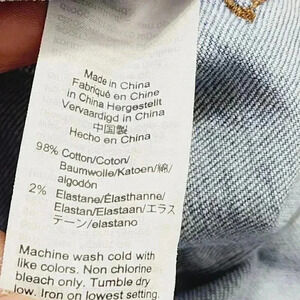 Made in China
Fabriqué en Chine
in China Hergestellt
Vervaardigd in China
中国製
Hecho en China
98% Cotton/Coton/
Baumwolle/Katoen/綿/
algodón
2% Elastane/Élasthanne/
Elastan/Elastaan/エラス
テーン/elastano
Machine wash cold with
like colors. Non chlorine
bleach only. Tumble dry
low. Iron on lowest setting.